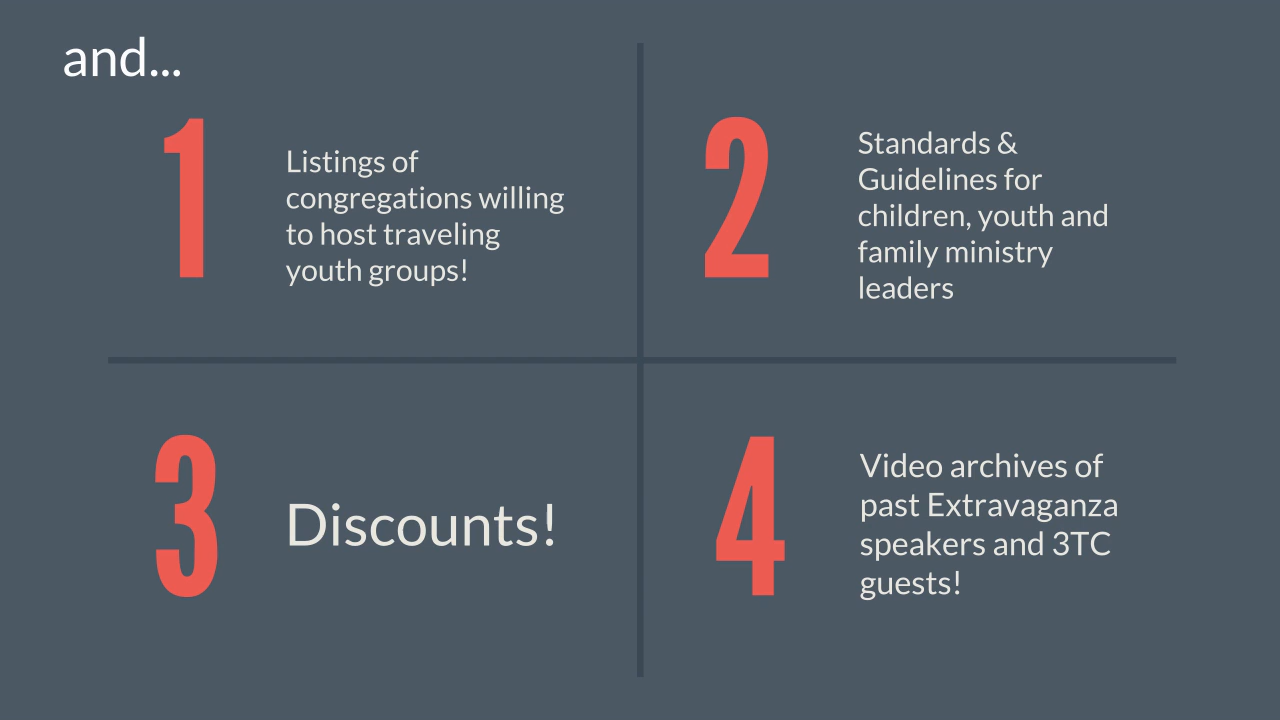 and...
1
Listings of
congregations willing
to host traveling
youth groups!
2
Standards &
Guidelines for
children, youth and
family ministry
leaders
3
Discounts!
4
Video archives of
past Extravaganza
speakers and 3TC
guests!